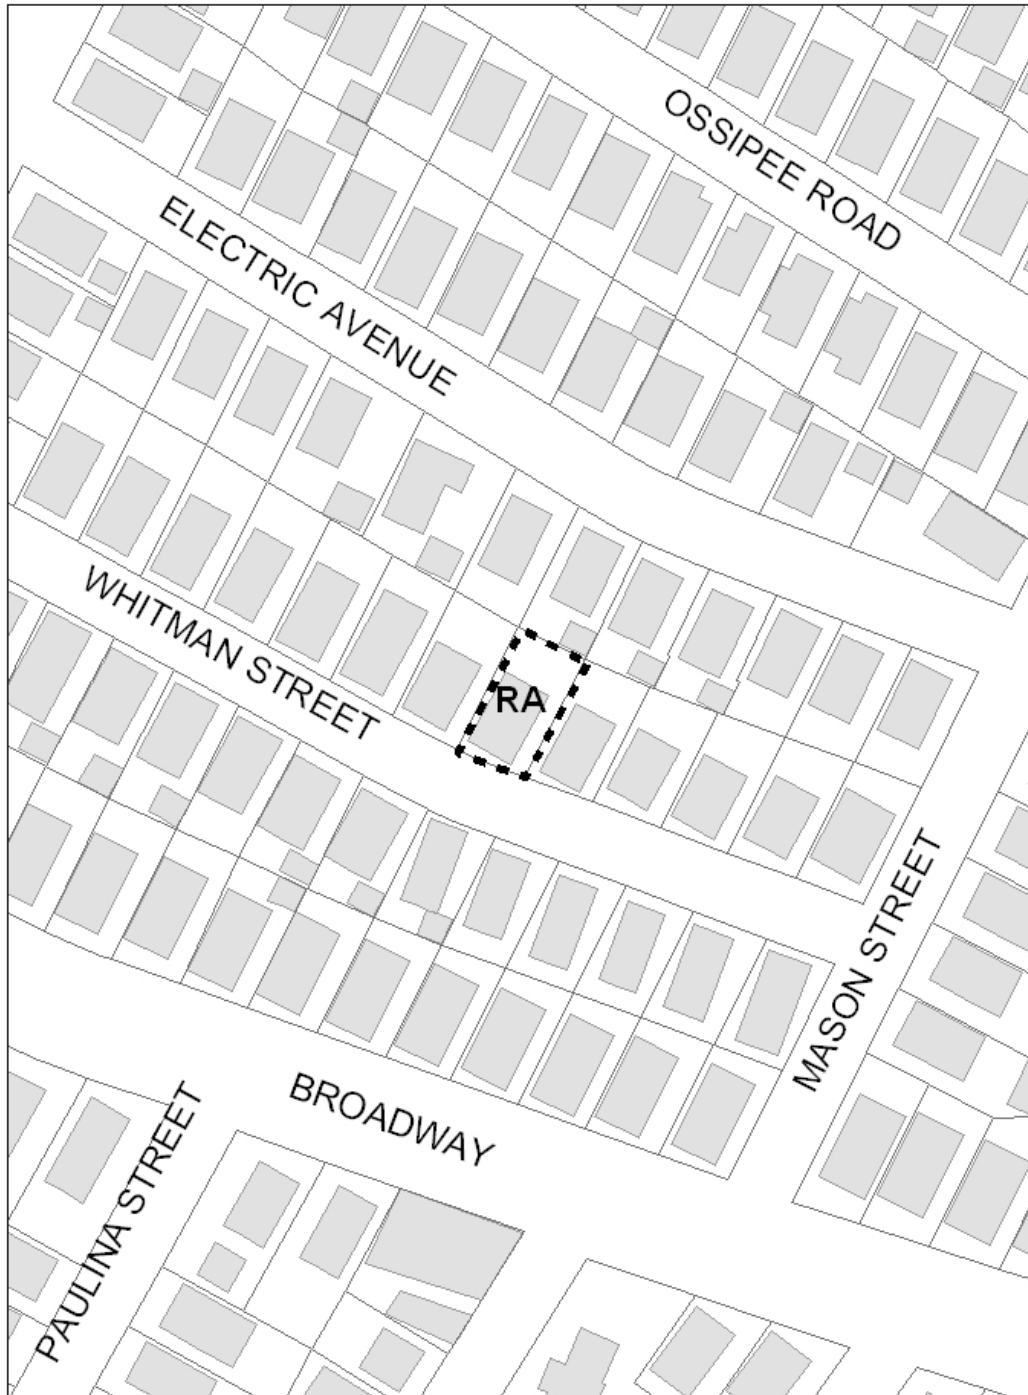 OSSIPEE ROAD
ELECTRIC AVENUE
WHITMAN STREET
RA
MASON STREET
BROADWAY
PAULINA STREET